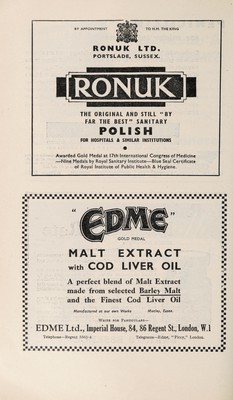 BY APPOINTMENT TO H.M. THE KING
RONUK LTD.
PORTSLADE, SUSSEX.
RONUK
THE ORIGINAL AND STILL "BY
FAR THE BEST" SANITARY
POLISH
FOR HOSPITALS & SIMILAR INSTITUTIONS
Awarded Gold Medal at 17th International Congress of Medicine
—Nine Medals by Royal Sanitary Institute—Blue Seal Certificate
of Royal Institute of Public Health & Hygiene.
"EDME"
GOLD MEDAL
MALT EXTRACT
with COD LIVER OIL
A perfect blend of Malt Extract
made from selected Barley Malt
and the Finest Cod Liver Oil
Manufactured at our own Works Mistley, Essex
WRITE FOR PARTICULARS—
EDME Ltd., Imperial House, 84, 86 Regent St., London, W.1
Telephone—Regent
Telegrams— London.